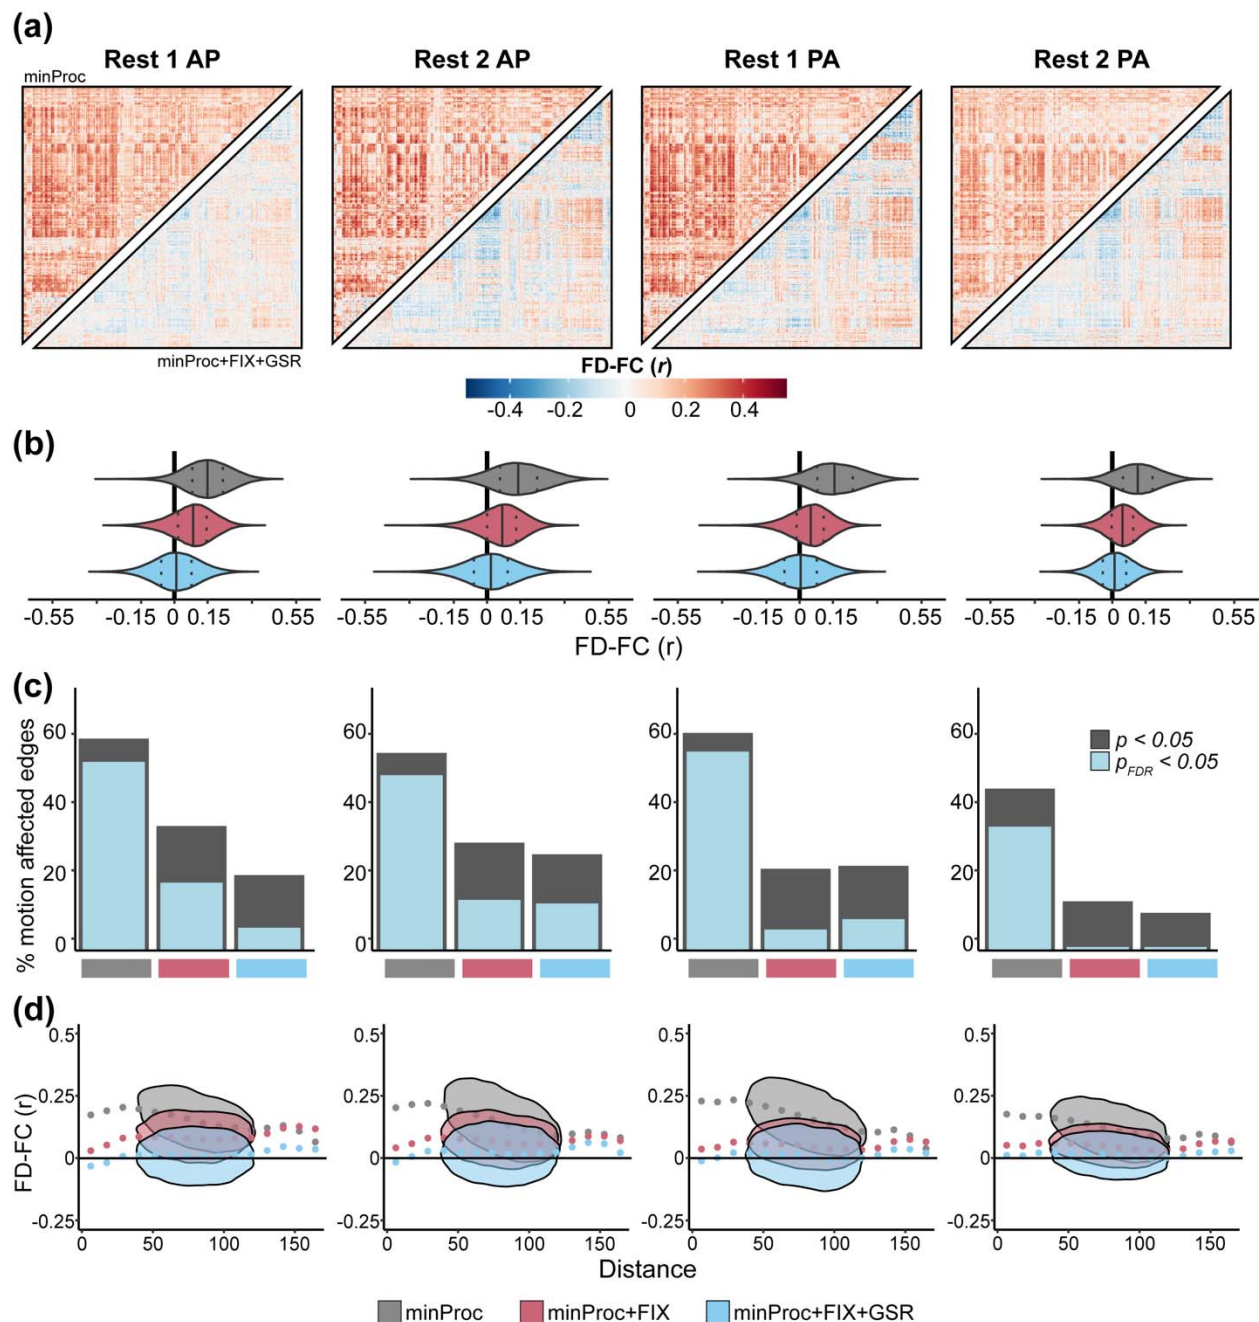 (a)
Rest 1 AP Rest 2 AP Rest 1 PA Rest 2 PA
minProc
minProc+FIX+GSR
FD-FC (r)
-0.4 -0.2 0 0.2 0.4
(b)
-0.55 -0.15 0 0.15 0.55 -0.55 -0.15 0 0.15 0.55 -0.55 -0.15 0 0.15 0.55 -0.55 -0.15 0 0.15 0.55
FD-FC (r)
(c)
% motion affected edges
60 60 60 60
40 40 40 40
20 20 20 20
0 0 0 0
p < 0.05
pFDR < 0.05
(d)
FD-FC (r)
0.5 0.5 0.5 0.5
0.25 0.25 0.25 0.25
0 0 0 0
-0.25 -0.25 -0.25 -0.25
0 50 100 150 0 50 100 150 0 50 100 150 0 50 100 150
Distance
minProc minProc+FIX minProc+FIX+GSR